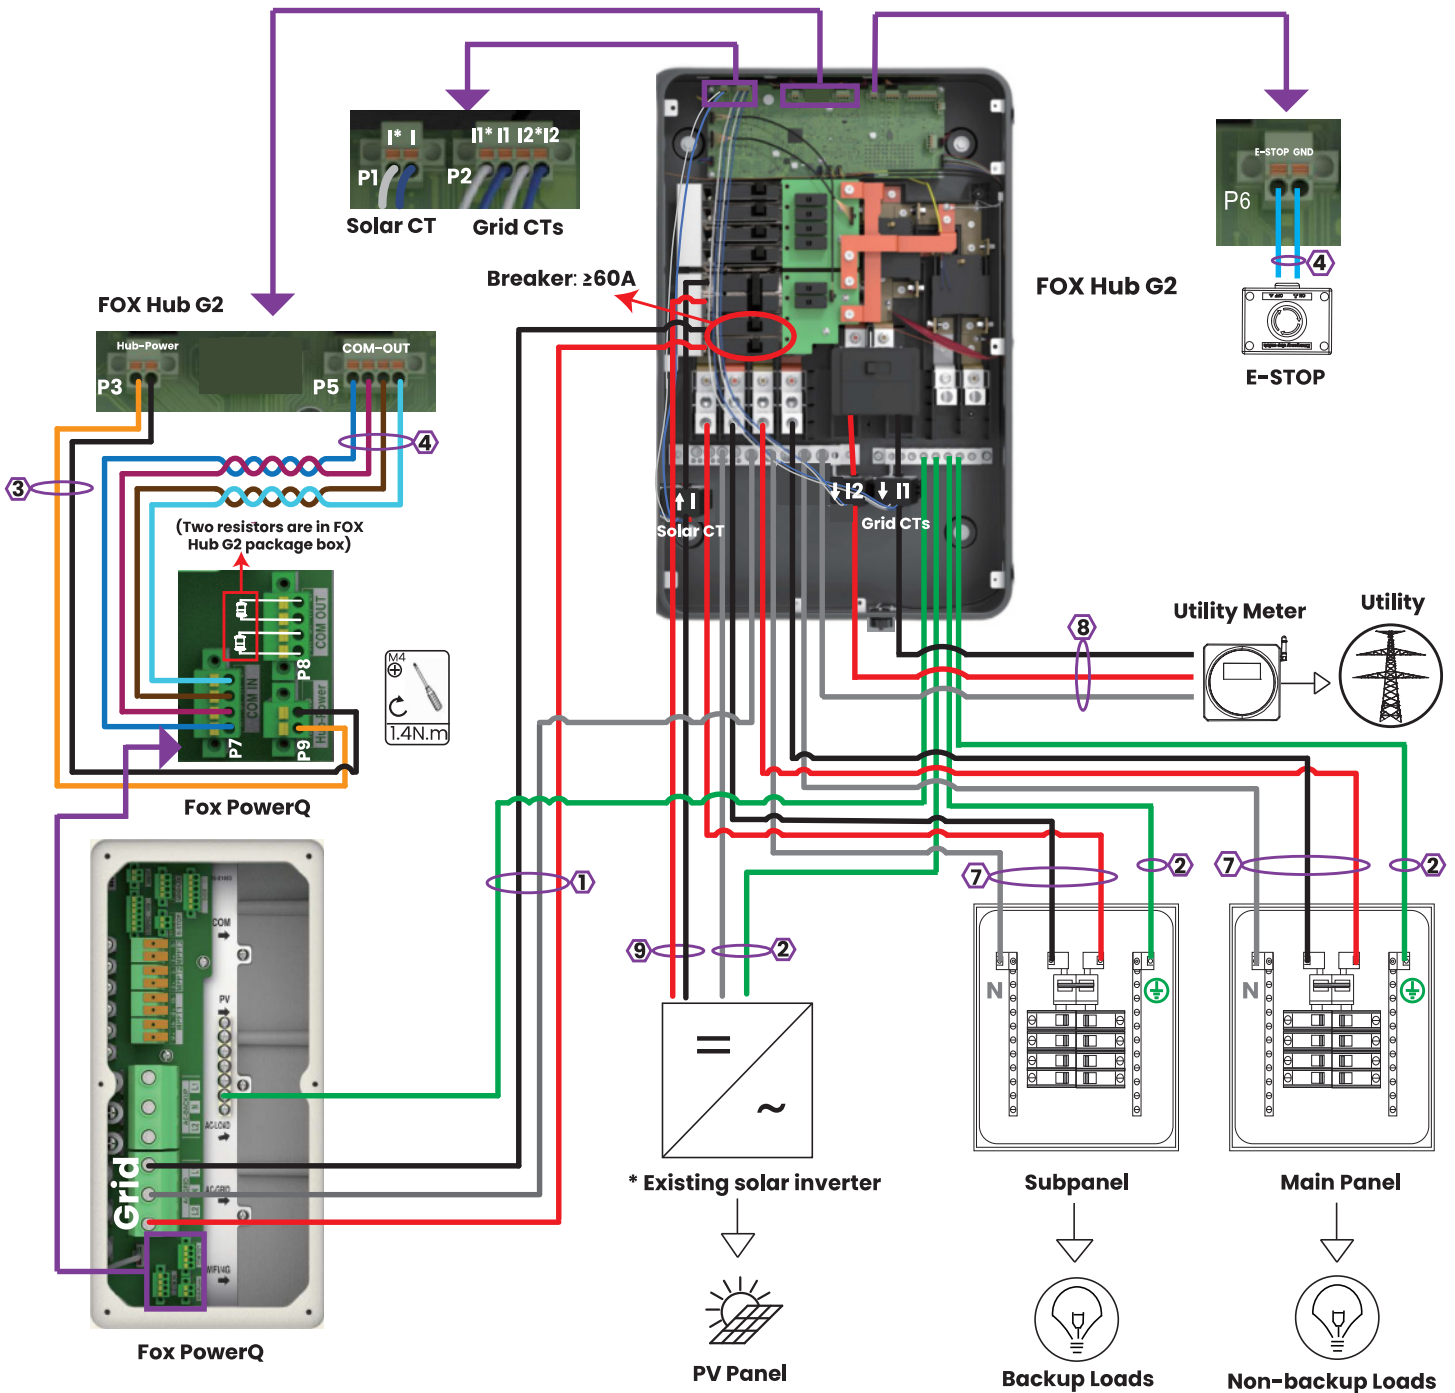 I* I
I1* I1 I2* I2
P1
P2
Solar CT
Grid CTs
E-STOP GND
P6
4
E-STOP
Breaker: ≥60A
FOX Hub G2
FOX Hub G2
Hub-Power
COM-OUT
P3
P5
4
3
(Two resistors are in FOX
Hub G2 package box)
COM OUT
P8
COM IN
P7
P9
M4
1.4N.m
Fox PowerQ
I
Solar CT
I2
I1
Grid CTs
Utility Meter
Utility
8
1
7
2
7
2
9
2
COM
PV
AC-LOAD
AC-GRID
WIFI/4G
Grid
Fox PowerQ
N
N
=
~
* Existing solar inverter
Subpanel
Main Panel
PV Panel
Backup Loads
Non-backup Loads